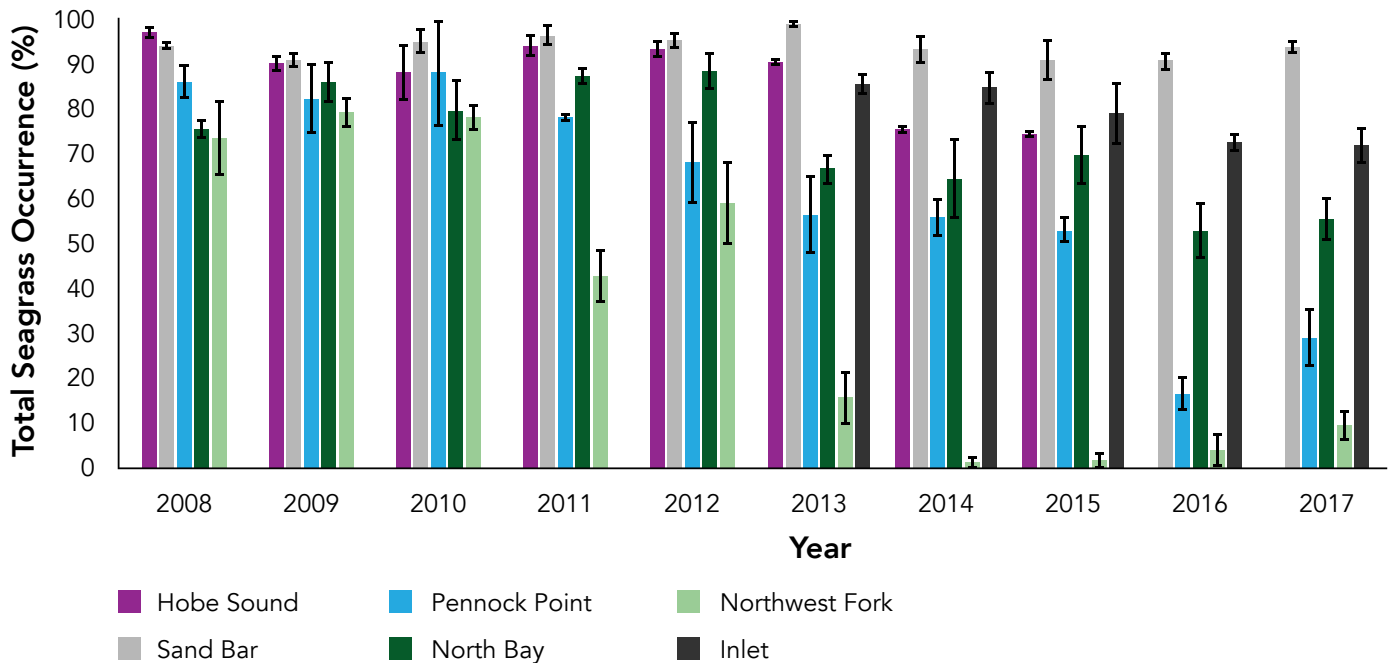 Total Seagrass Occurrence (%)
100
90
80
70
60
50
40
30
20
10
0
2008 2009 2010 2011 2012 2013 2014 2015 2016 2017
Year
Hobe Sound Pennock Point Northwest Fork
Sand Bar North Bay Inlet